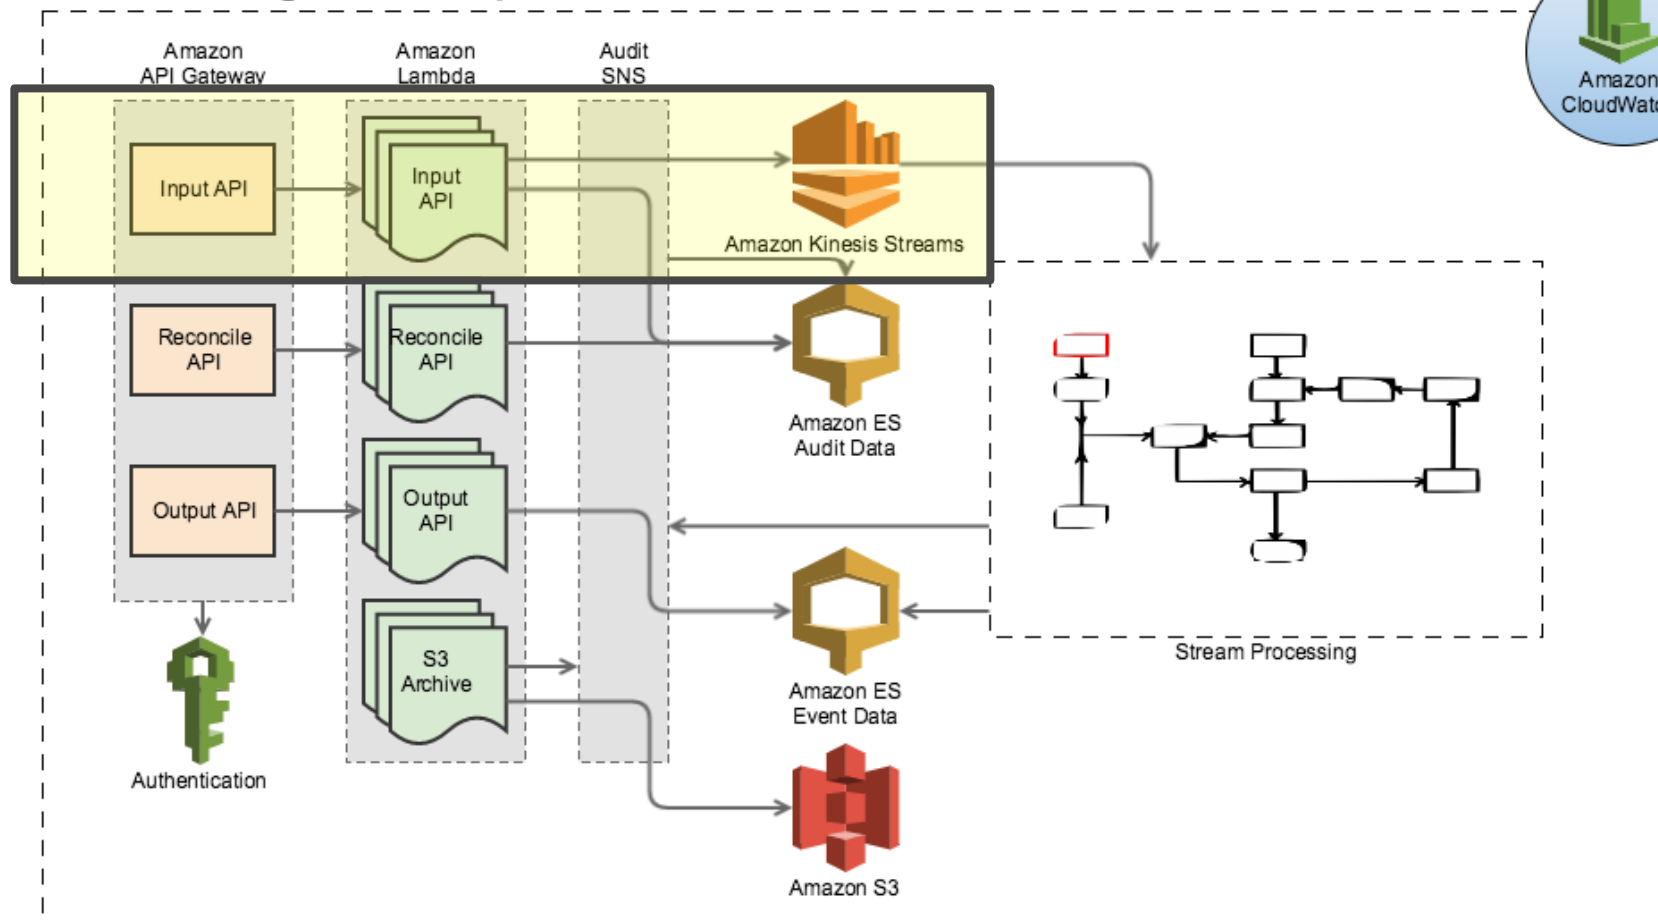 Amazon
API Gateway
Amazon
Lambda
Audit
SNS
Amazon
Input API
Input
API
Amazon Kinesis Streams
Reconcile
API
Reconcile
API
Amazon ES
Audit Data
Output API
Output
API
S3
Archive
Amazon ES
Event Data
Stream Processing
Authentication
Amazon S3